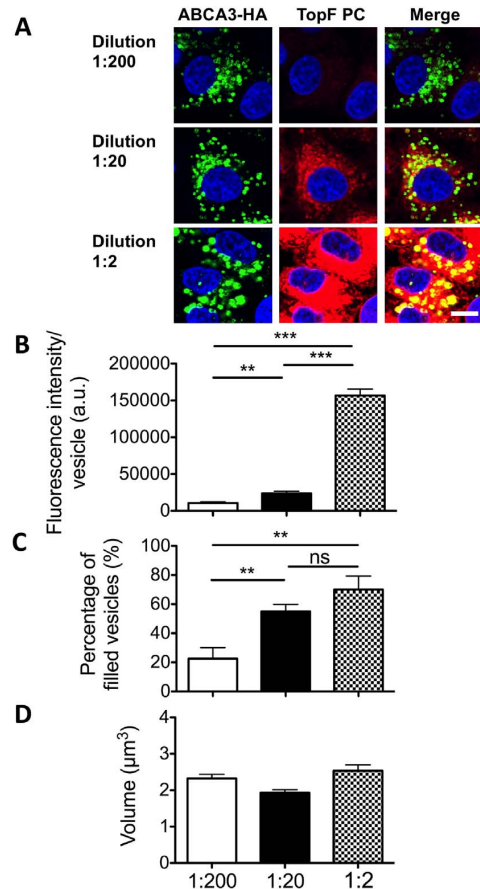 A
ABCA3-HA TopF PC Merge
Dilution
1:200
Dilution
1:20
Dilution
1:2
B
Fluorescence intensity/
vesicle (a.u.)
200000
150000
100000
50000
0
***
** ***
C
Percentage of
filled vesicles (%)
100
80
60
40
20
0
**
** ns
D
Volume (µm³)
4
3
2
1
0
1:200 1:20 1:2